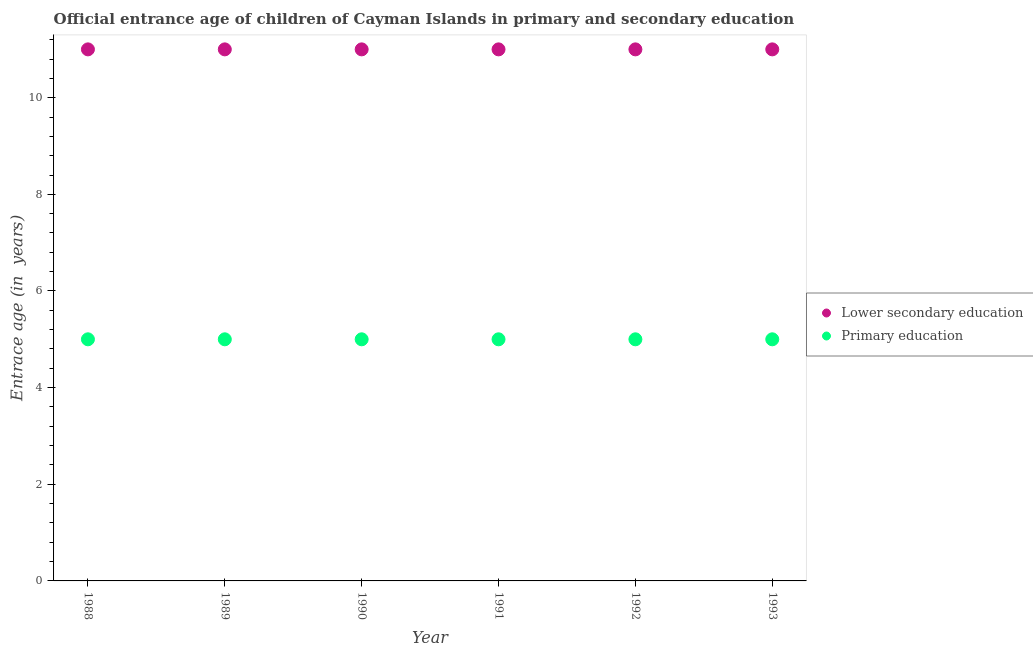 Official entrance age of children of Cayman Islands in primary and secondary education
Entrace age (in  years)
10
8
6
4
2
0
1988
1989
1990
1991
1992
1993
Year
Lower secondary education
Primary education